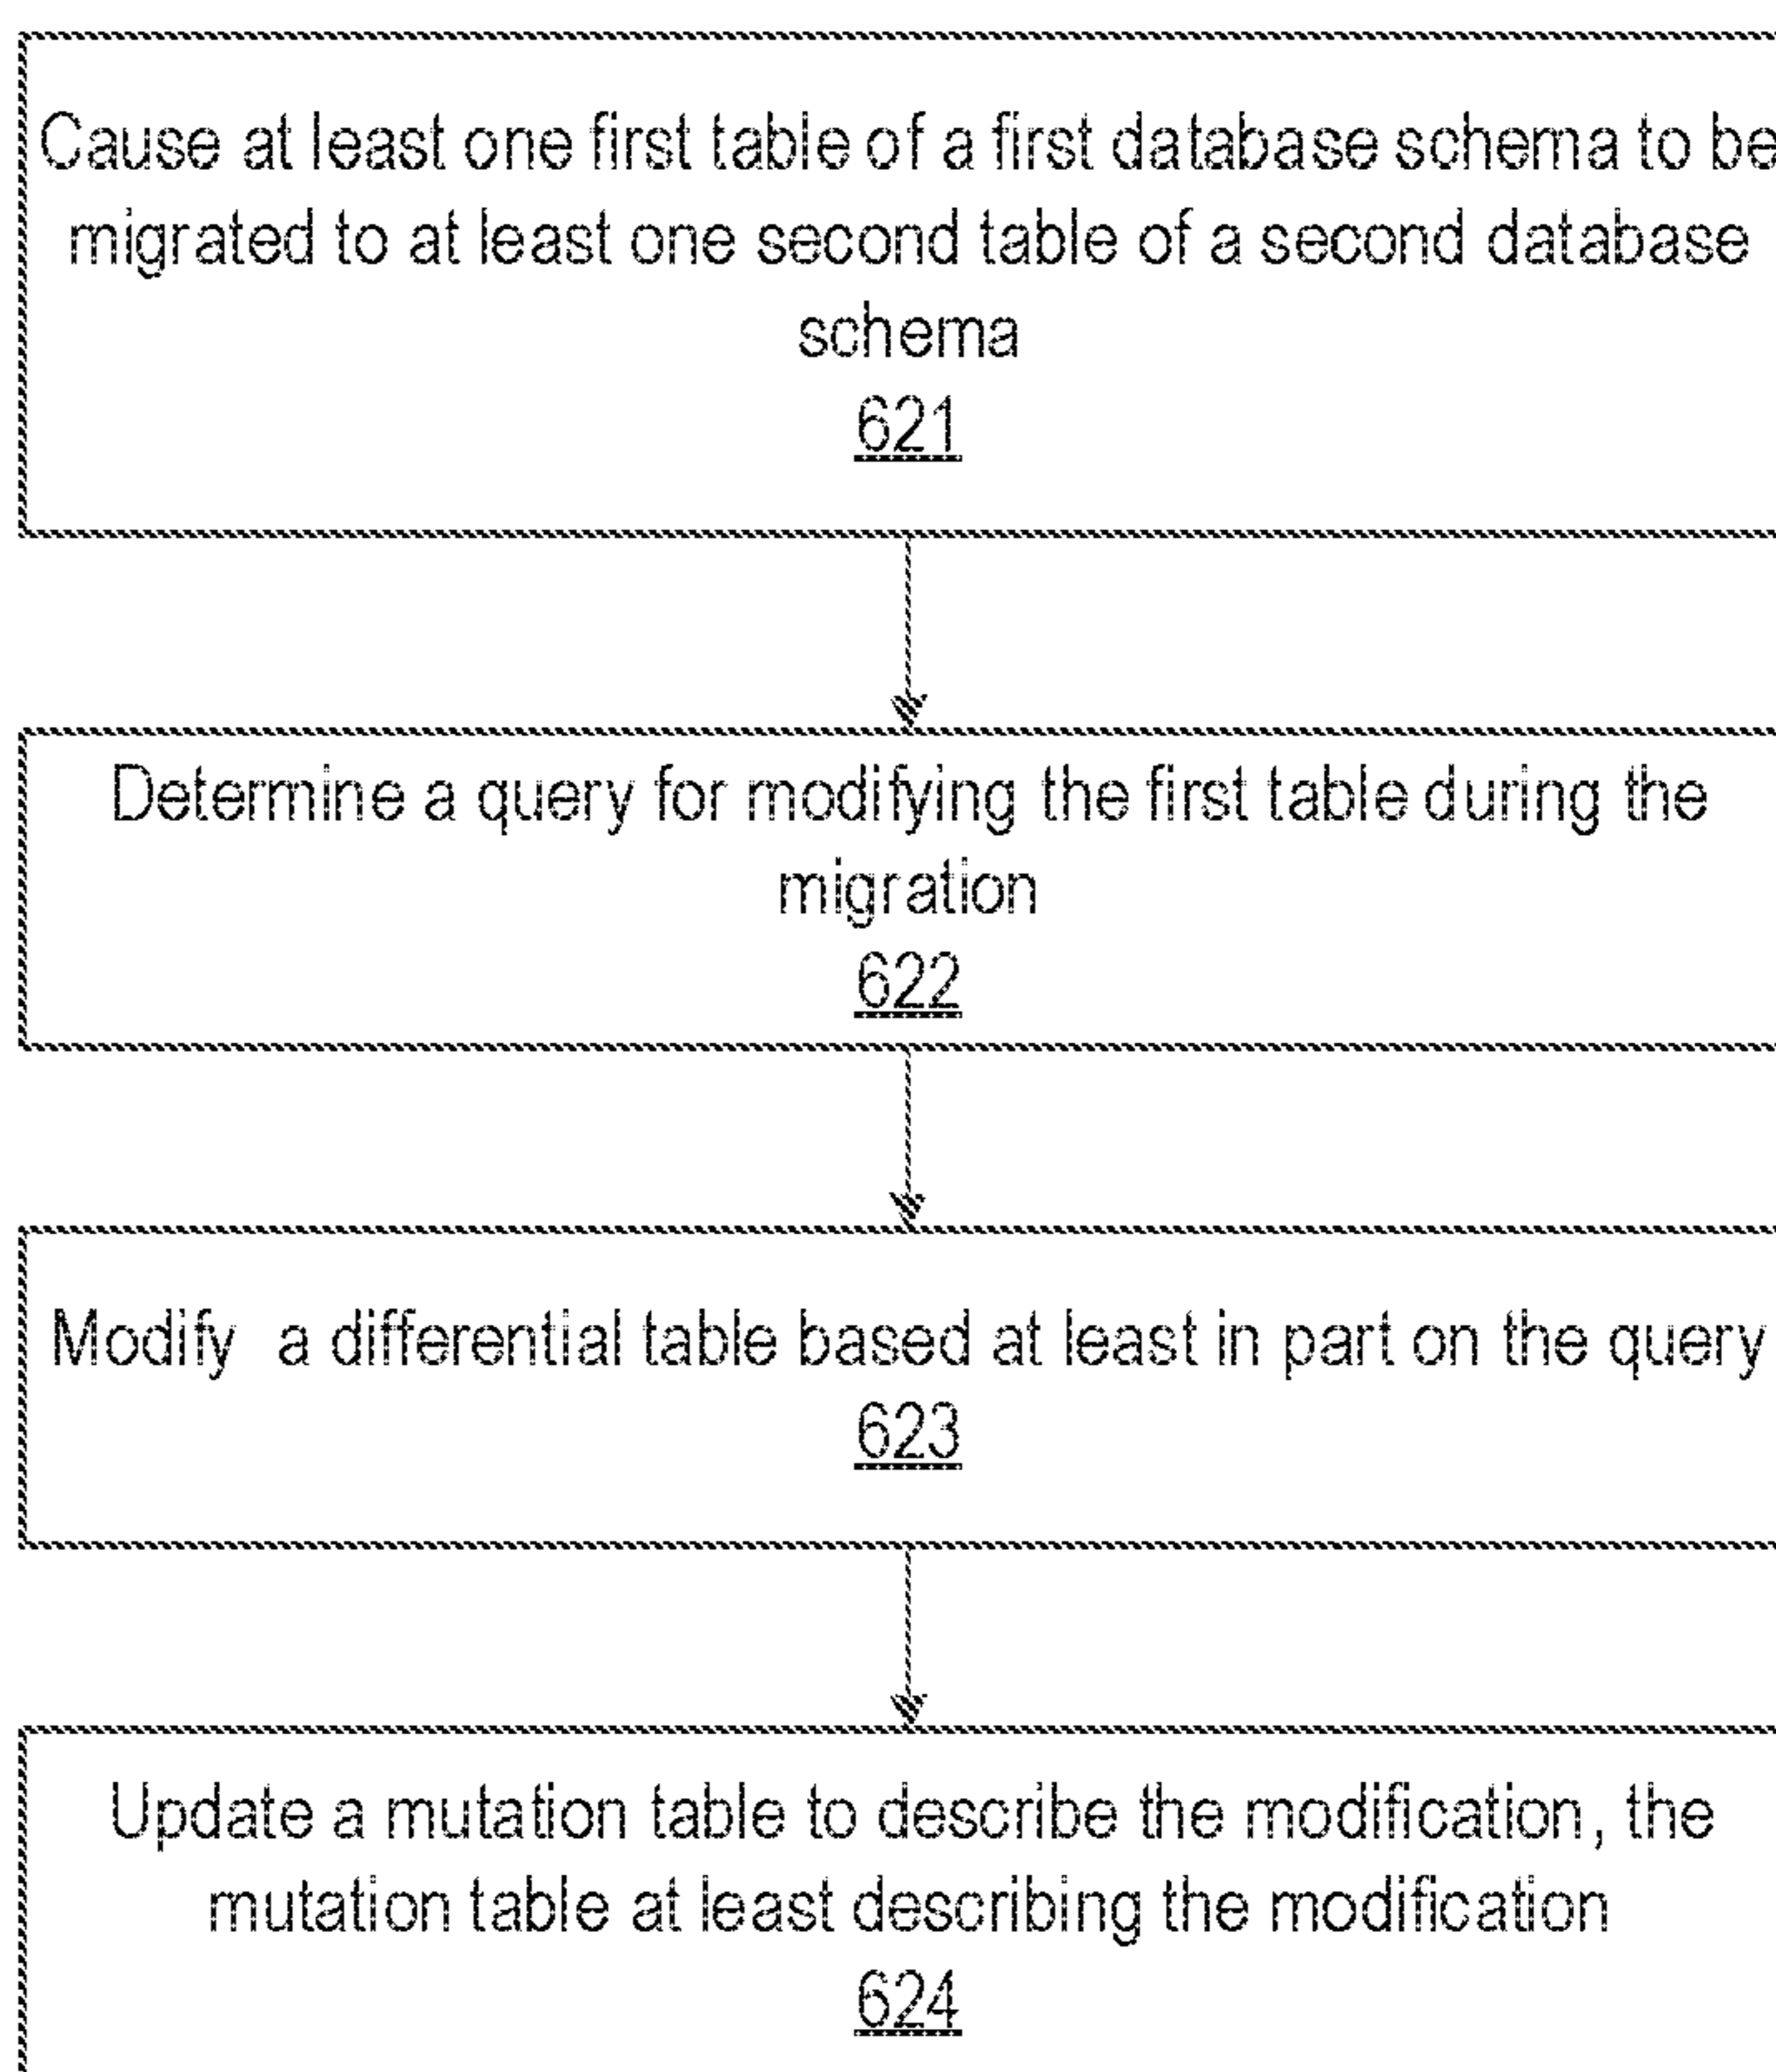 Cause at least one first table of a first database schema to be
migrated to at least one second table of a second database
schema
621
Determine a query for modifying the first table during the
migration
622
Modify a differential table based at least in part on the query
623
Update a mutation table to describe the modification, the
mutation table at least describing the modification
624